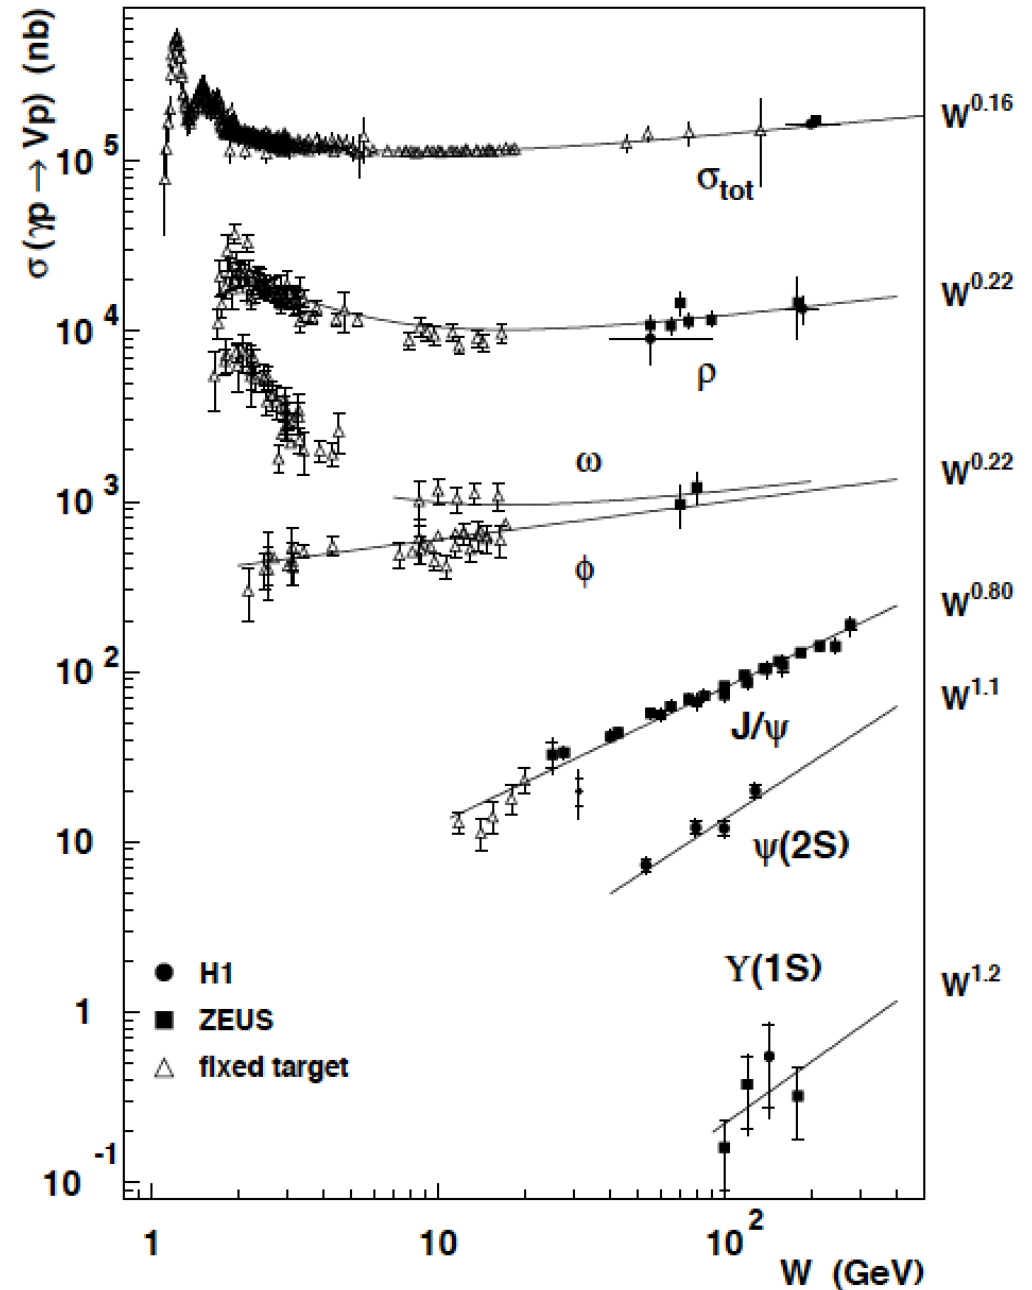 σ (γp → Vp) (nb)
10^5
10^4
10^3
10^2
10
1
10^-1
W^0.16
σ_tot
W^0.22
ρ
ω
W^0.22
φ
W^0.80
J/ψ
W^1.1
ψ(2S)
Υ(1S)
W^1.2
H1
ZEUS
fixed target
1
10
10^2
W (GeV)